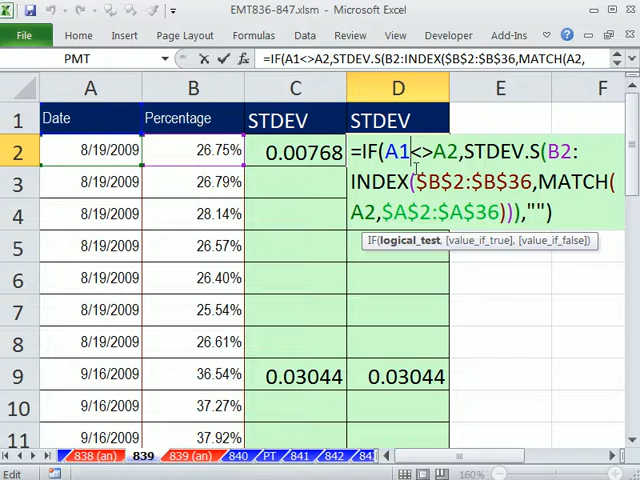 EMT836-847.xlsm - Microsoft Excel
File Home Insert Page Layout Formulas Data Review View Developer Add-Ins
PMT fx =IF(A1<>A2,STDEV.S(B2:INDEX($B$2:$B$36,MATCH(A2,
A B C D E F
1 Date Percentage STDEV STDEV
2 8/19/2009 26.75% 0.00768 =IF(A1<>A2,STDEV.S(B2:
3 8/19/2009 26.79% INDEX($B$2:$B$36,MATCH(
4 8/19/2009 28.14% A2,$A$2:$A$36))),"")
IF(logical_test, [value_if_true], [value_if_false])
5 8/19/2009 26.57%
6 8/19/2009 26.40%
7 8/19/2009 25.54%
8 8/19/2009 26.61%
9 9/16/2009 36.54% 0.03044 0.03044
10 9/16/2009 37.27%
11 9/16/2009 37.92%
838 (an) 839 839 (an) 840 PT 841 842
Edit 160%